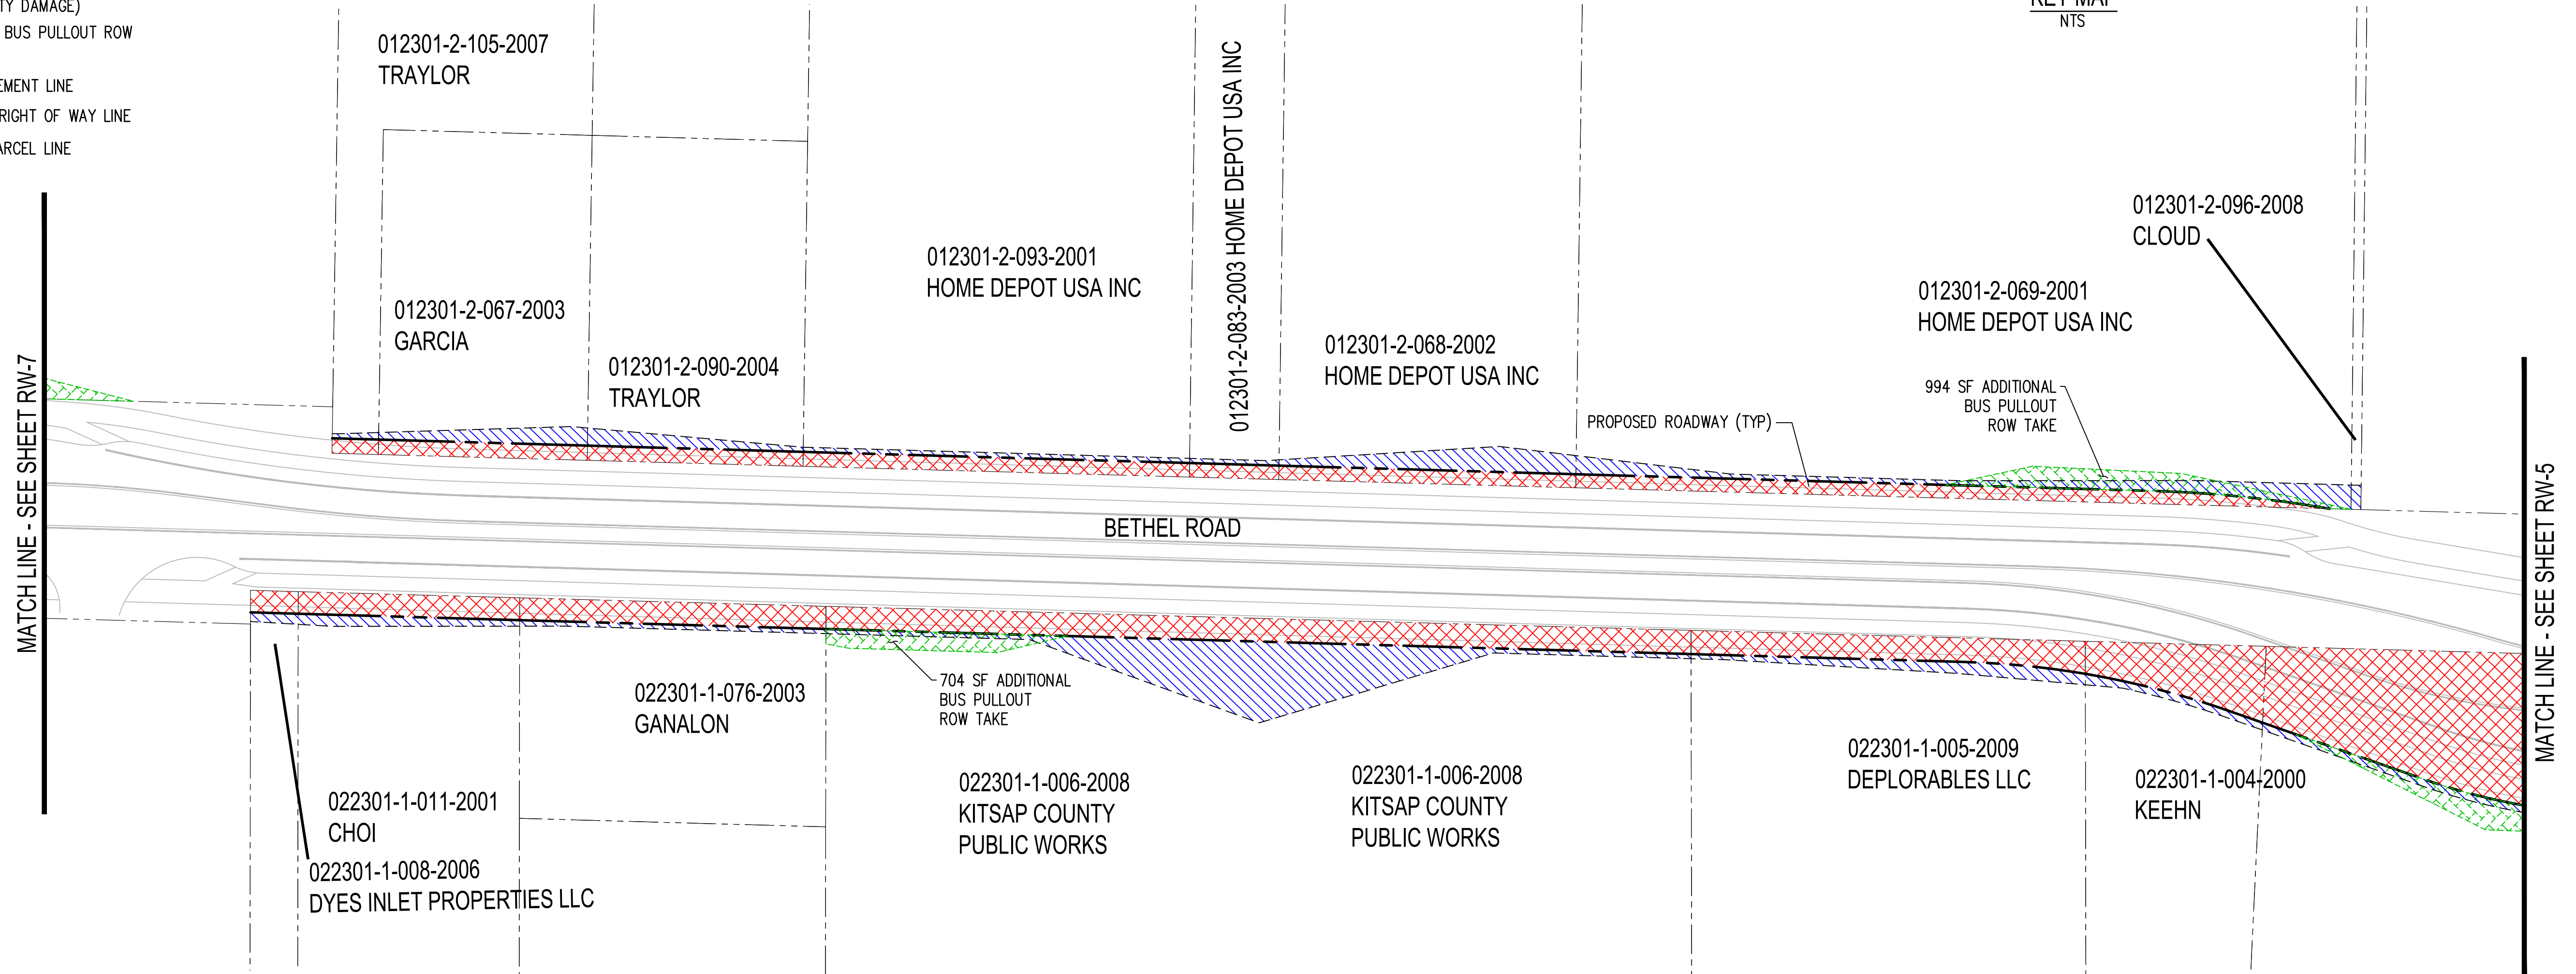 BUS PULLOUT ROW
RIGHT OF WAY LINE
NTS
012301-2-105-2007
TRAYLOR
012301-2-067-2003
GARCIA
012301-2-090-2004
TRAYLOR
012301-2-093-2001
HOME DEPOT USA INC
012301-2-083-2003 HOME DEPOT USA INC
012301-2-068-2002
HOME DEPOT USA INC
012301-2-069-2001
HOME DEPOT USA INC
012301-2-096-2008
CLOUD
994 SF ADDITIONAL
BUS PULLOUT
ROW TAKE
PROPOSED ROADWAY (TYP)
MATCH LINE - SEE SHEET RW-7
BETHEL ROAD
MATCH LINE - SEE SHEET RW-5
704 SF ADDITIONAL
BUS PULLOUT
ROW TAKE
022301-1-076-2003
GANALON
022301-1-011-2001
CHOI
022301-1-008-2006
DYES INLET PROPERTIES LLC
022301-1-006-2008
KITSAP COUNTY
PUBLIC WORKS
022301-1-006-2008
KITSAP COUNTY
PUBLIC WORKS
022301-1-005-2009
DEPLORABLES LLC
022301-1-004-2000
KEEHN